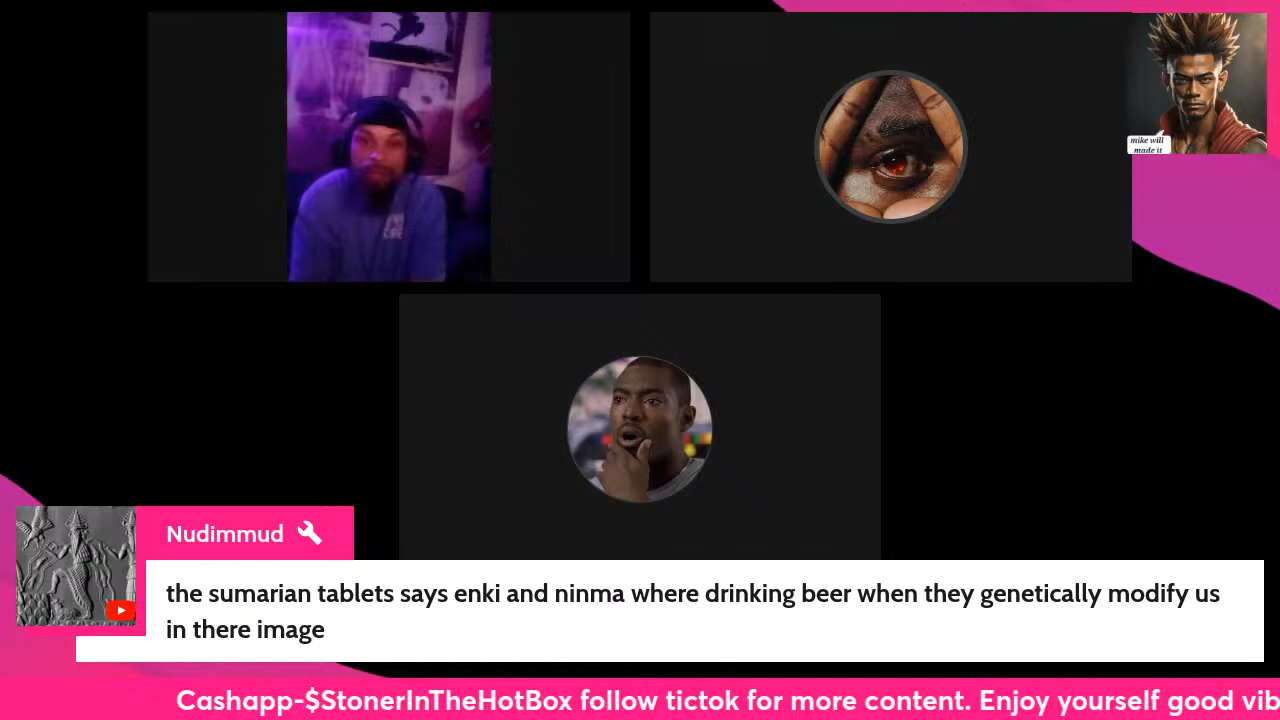 mike will
made it
Nudimmud
the sumarian tablets says enki and ninma where drinking beer when they genetically modify us
in there image
Cashapp-$StonerInTheHotBox follow tictok for more content. Enjoy yourself good vib